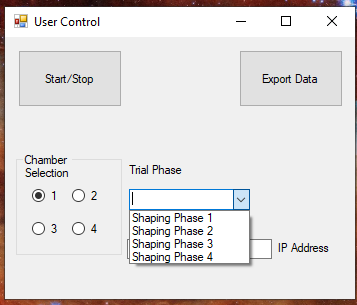 User Control
Start/Stop
Export Data
Chamber
Selection
1
2
3
4
Trial Phase
Shaping Phase 1
Shaping Phase 2
Shaping Phase 3
Shaping Phase 4
IP Address